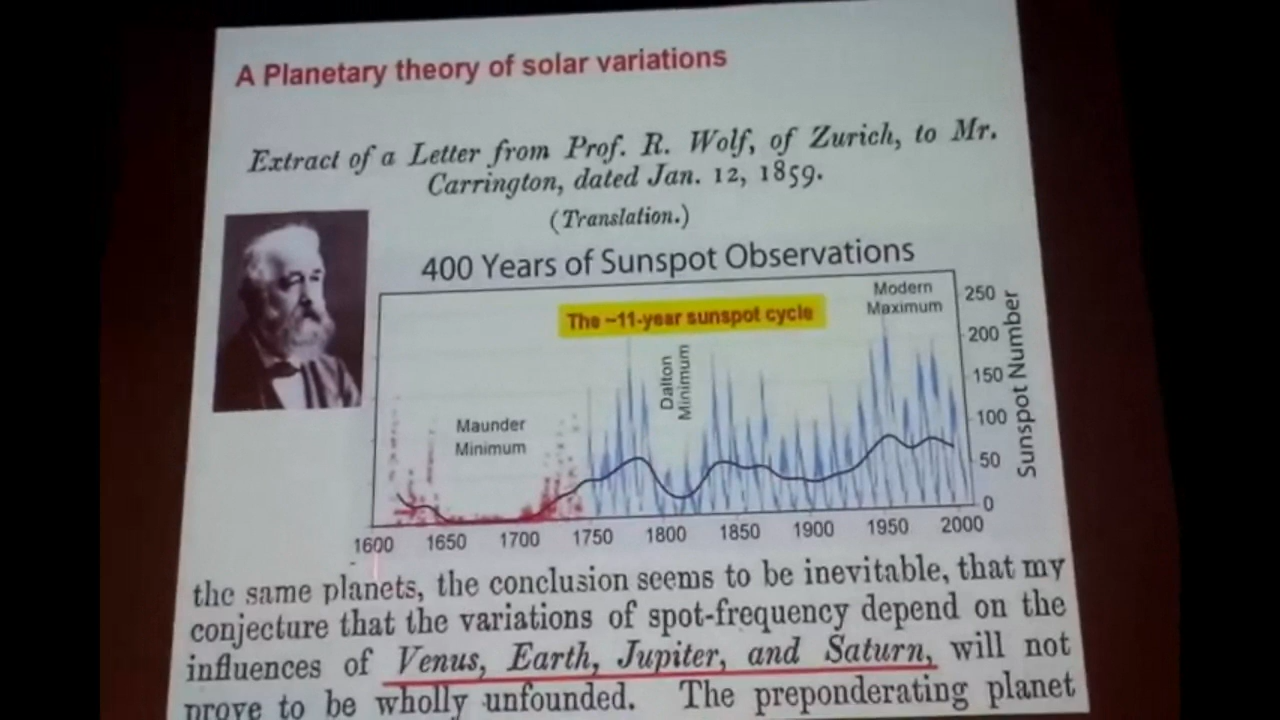 A Planetary theory of solar variations
Extract of a Letter from Prof. R. Wolf, of Zurich, to Mr.
Carrington, dated Jan. 12, 1859.
(Translation.)
400 Years of Sunspot Observations
The ~11-year sunspot cycle
Modern
Maximum
Dalton
Minimum
Maunder
Minimum
250
200
150
100
50
0
Sunspot Number
1600 1650 1700 1750 1800 1850 1900 1950 2000
the same planets, the conclusion seems to be inevitable, that my
conjecture that the variations of spot-frequency depend on the
influences of Venus, Earth, Jupiter, and Saturn, will not
prove to be wholly unfounded. The preponderating planet